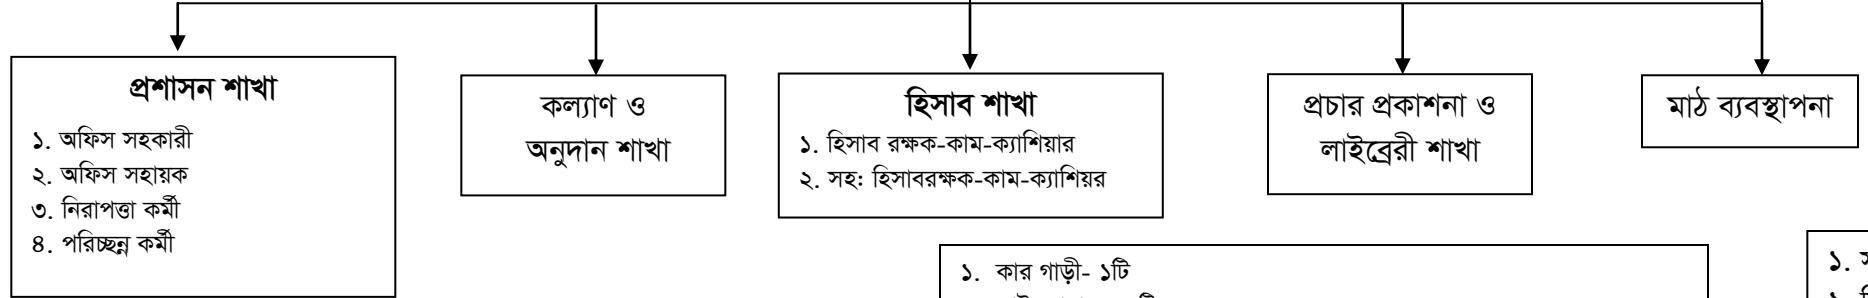 প্রশাসন শাখা
১. অফিস সহকারী
২. অফিস সহায়ক
৩. নিরাপত্তা কর্মী
৪. পরিচ্ছন্ন কর্মী
কল্যাণ ও
অনুদান শাখা
হিসাব শাখা
১. হিসাব রক্ষক-কাম-ক্যাশিয়ার
২. সহ: হিসাবরক্ষক-কাম-ক্যাশিয়র
প্রচার প্রকাশনা ও
লাইব্রেরী শাখা
মাঠ ব্যবস্থাপনা
১. কার গাড়ী- ১টি
১.